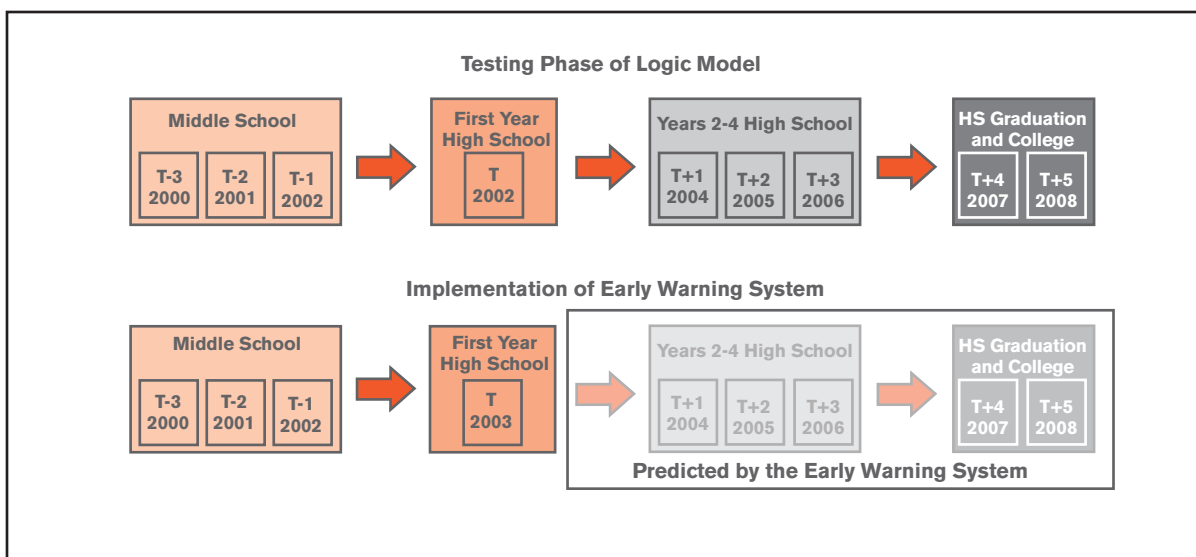 Testing Phase of Logic Model
Middle School
T-3
2000
T-2
2001
T-1
2002
First Year
High School
T
2002
Years 2-4 High School
T+1
2004
T+2
2005
T+3
2006
HS Graduation
and College
T+4
2007
T+5
2008
Implementation of Early Warning System
Middle School
T-3
2000
T-2
2001
T-1
2002
First Year
High School
T
2003
Years 2-4 High School
T+1
2004
T+2
2005
T+3
2006
HS Graduation
and College
T+4
2007
T+5
2008
Predicted by the Early Warning System